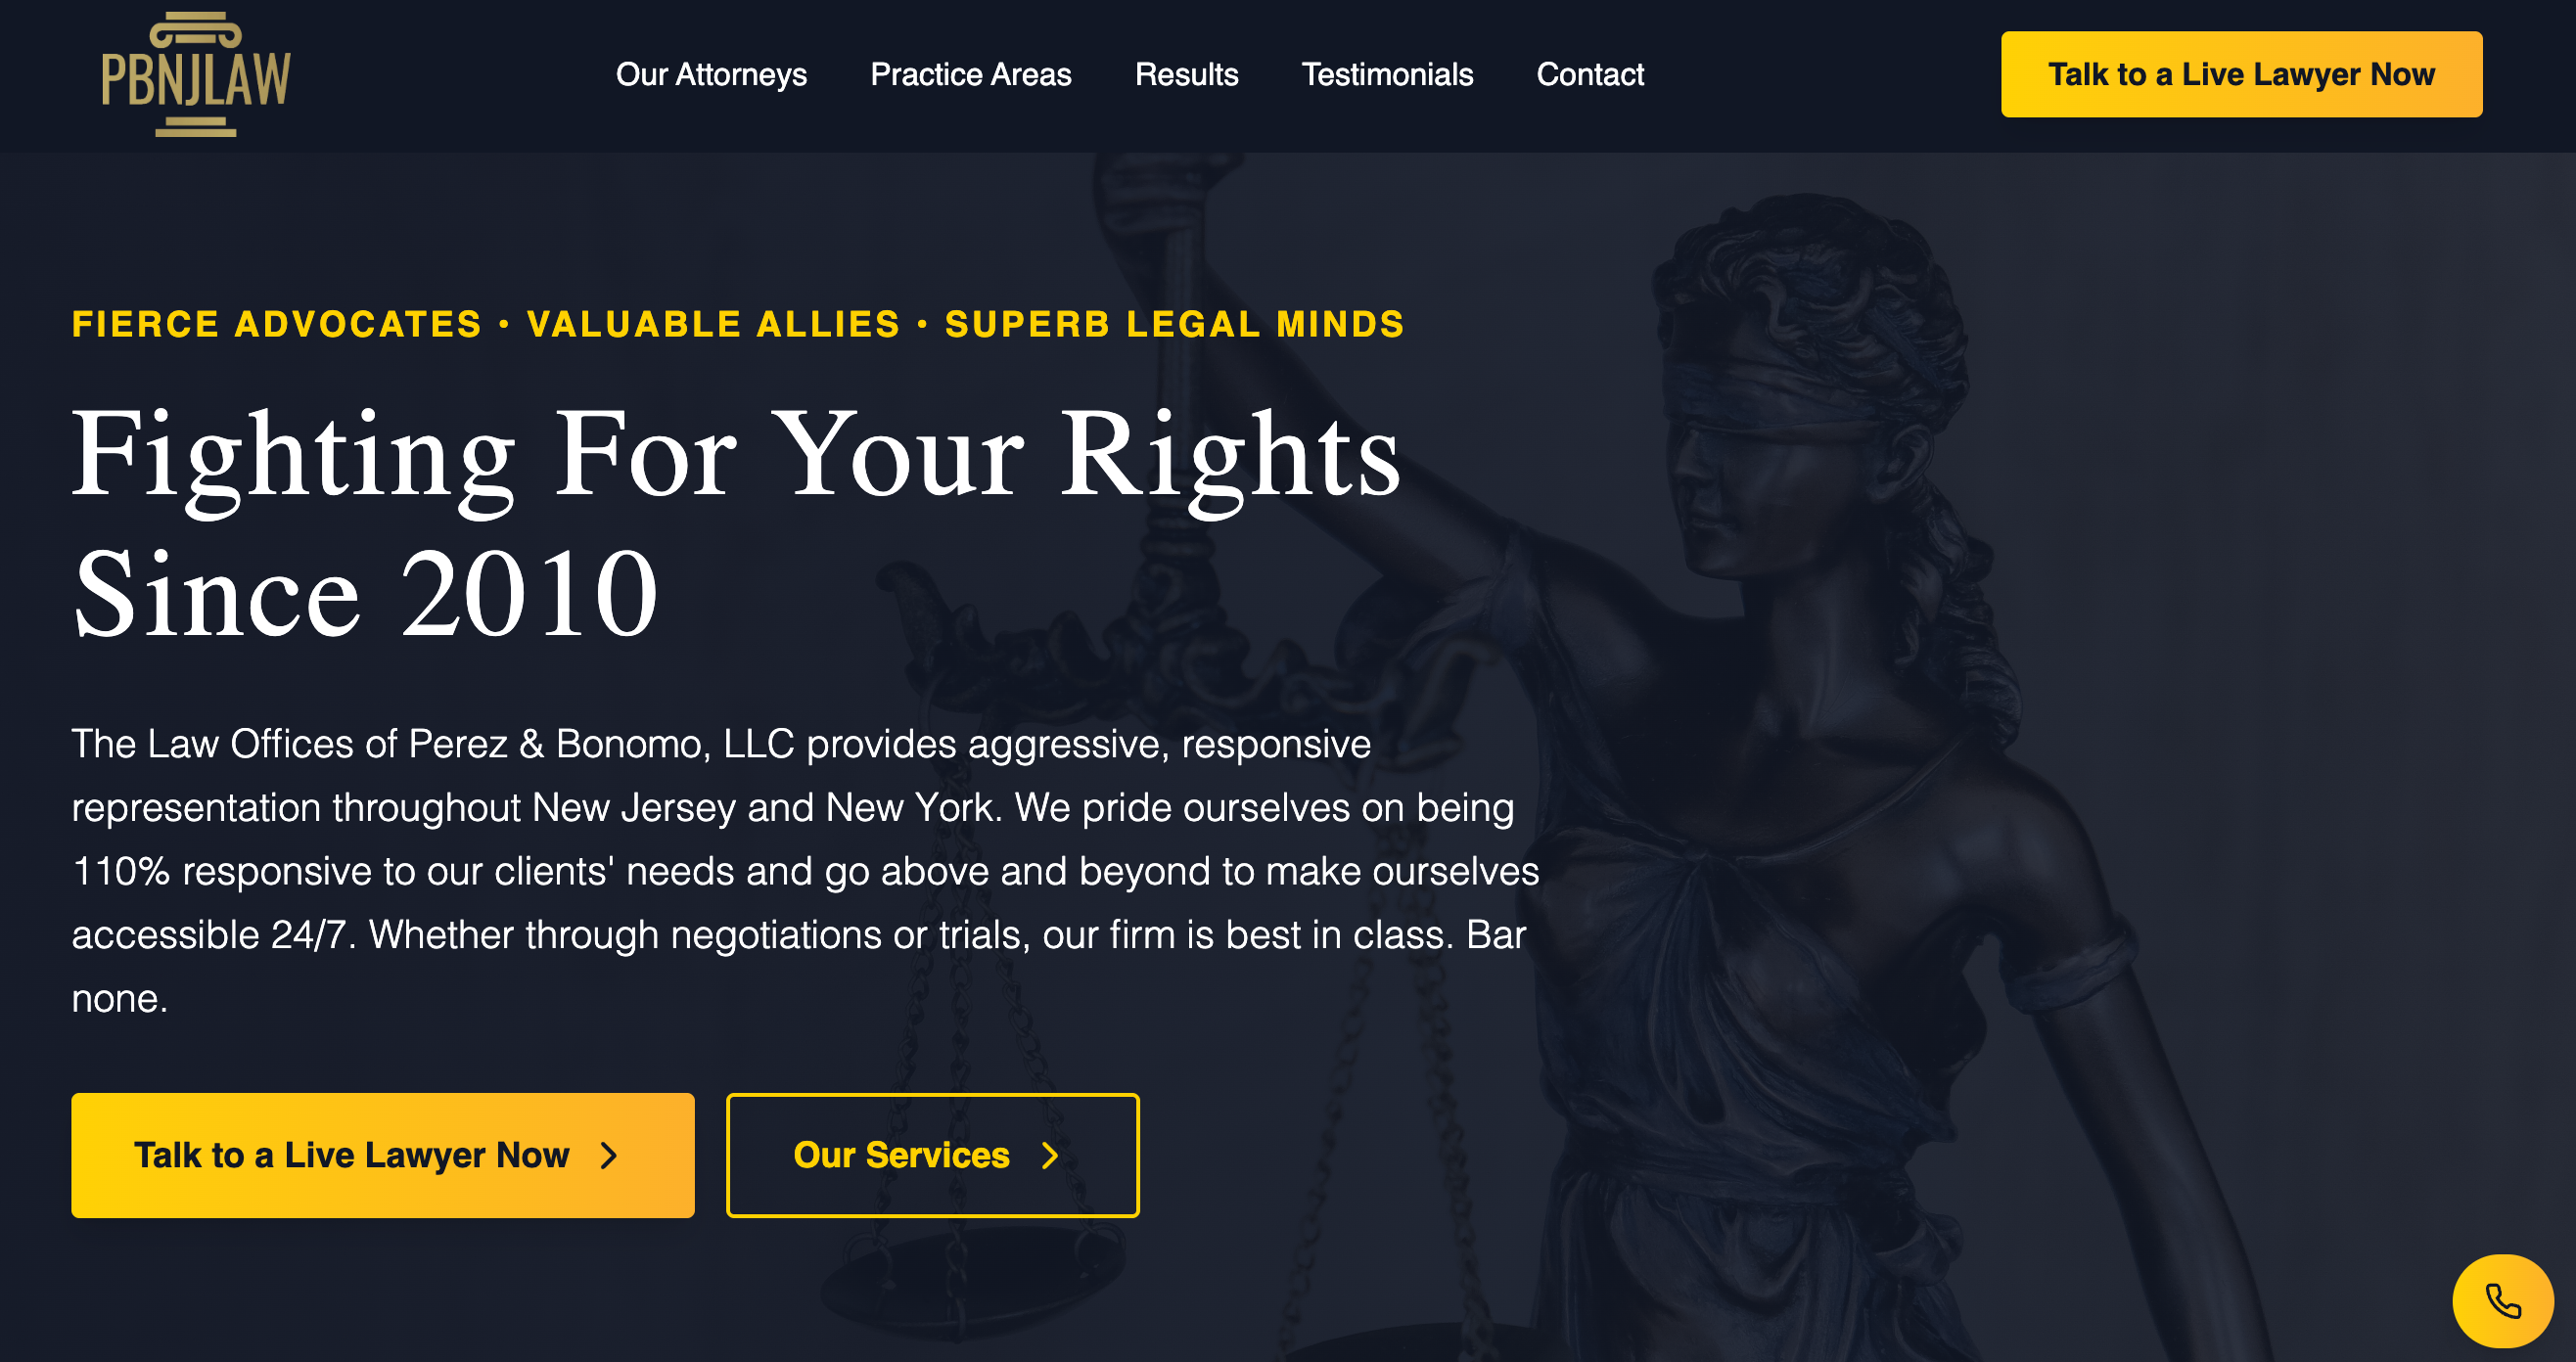 PBNJLAW
Our Attorneys
Practice Areas
Results
Testimonials
Contact
Talk to a Live Lawyer Now
FIERCE ADVOCATES • VALUABLE ALLIES • SUPERB LEGAL MINDS
Fighting For Your Rights
Since 2010
The Law Offices of Perez & Bonomo, LLC provides aggressive, responsive
representation throughout New Jersey and New York. We pride ourselves on being
110% responsive to our clients' needs and go above and beyond to make ourselves
accessible 24/7. Whether through negotiations or trials, our firm is best in class. Bar
none.
Talk to a Live Lawyer Now
Our Services